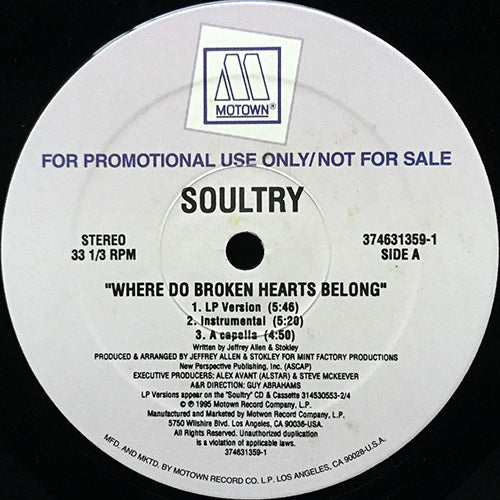 MOTOWN®
FOR PROMOTIONAL USE ONLY/NOT FOR SALE
SOULTRY
STEREO
33 1/3 RPM
374631359-1
SIDE A
"WHERE DO BROKEN HEARTS BELONG"
1. LP Version (5:46)
2. Instrumental (5:20)
3. A capella (4:50)
Written by Jeffrey Allen & Stokley
PRODUCED & ARRANGED BY JEFFREY ALLEN & STOKLEY FOR MINT FACTORY PRODUCTIONS
New Perspective Publishing, Inc. (ASCAP)
EXECUTIVE PRODUCERS: ALEX AVANT (ALSTAR) & STEVE MCKEEVER
A&R DIRECTION: GUY ABRAHAMS
LP Versions appear on the "Soultry" CD & Cassette 314530553-2/4
© ℗ 1995 Motown Record Company, L.P.
Manufactured and Marketed by Motwon Record Company, L.P.
5750 Wilshire Blvd. Los Angeles, CA 90036-USA.
All Rights Reserved. Unauthorized duplication
is a violation of applicable laws.
374631359-1
MFD. AND MKTD. BY MOTOWN RECORD CO. L.P. LOS ANGELES, CA 90028-U.S.A.